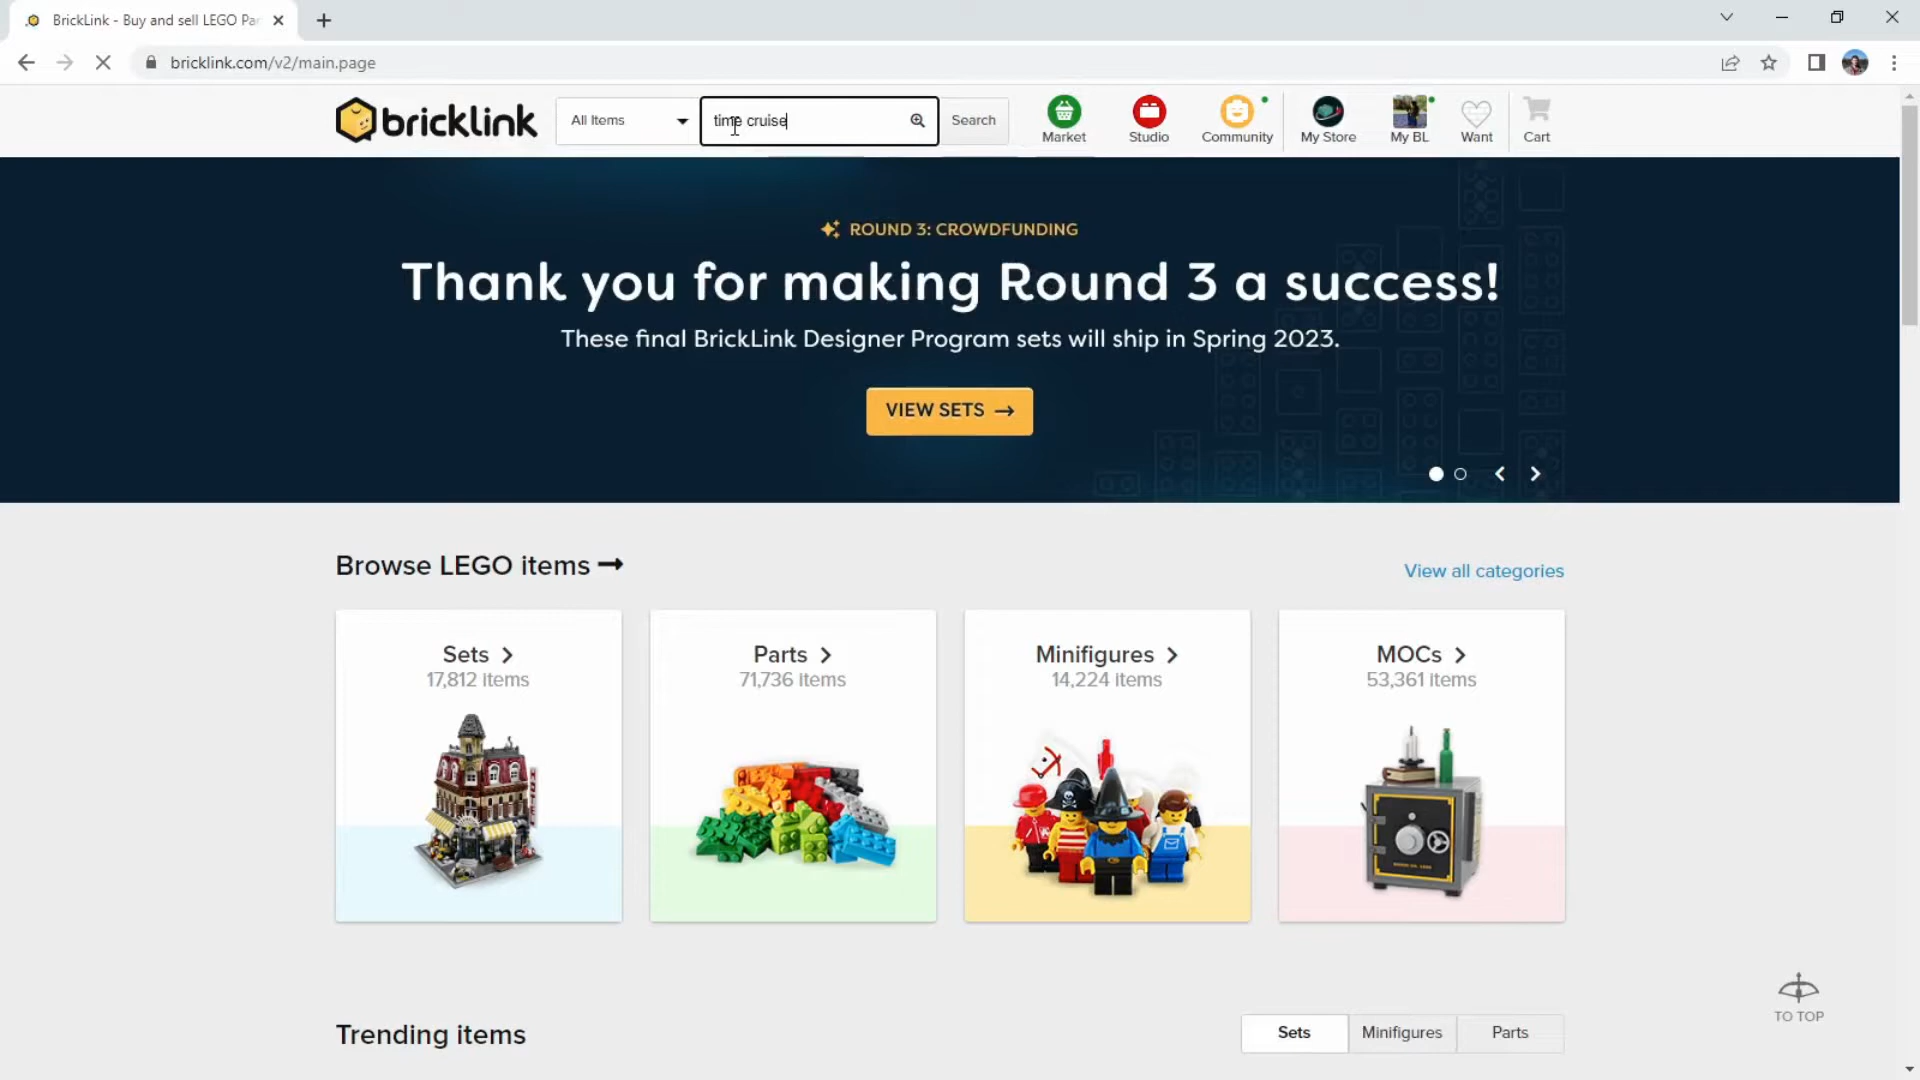 BrickLink - Buy and sell LEGO Pa
bricklink.com/v2/main.page
bricklink
All Items
time cruise
Search
Market
Studio
Community
My Store
My BL
Want
Cart
ROUND 3: CROWDFUNDING
Thank you for making Round 3 a success!
These final BrickLink Designer Program sets will ship in Spring 2023.
VIEW SETS →
Browse LEGO items →
View all categories
Sets >
17,812 items
Parts >
71,736 items
Minifigures >
14,224 items
MOCs >
53,361 items
TO TOP
Trending items
Sets
Minifigures
Parts